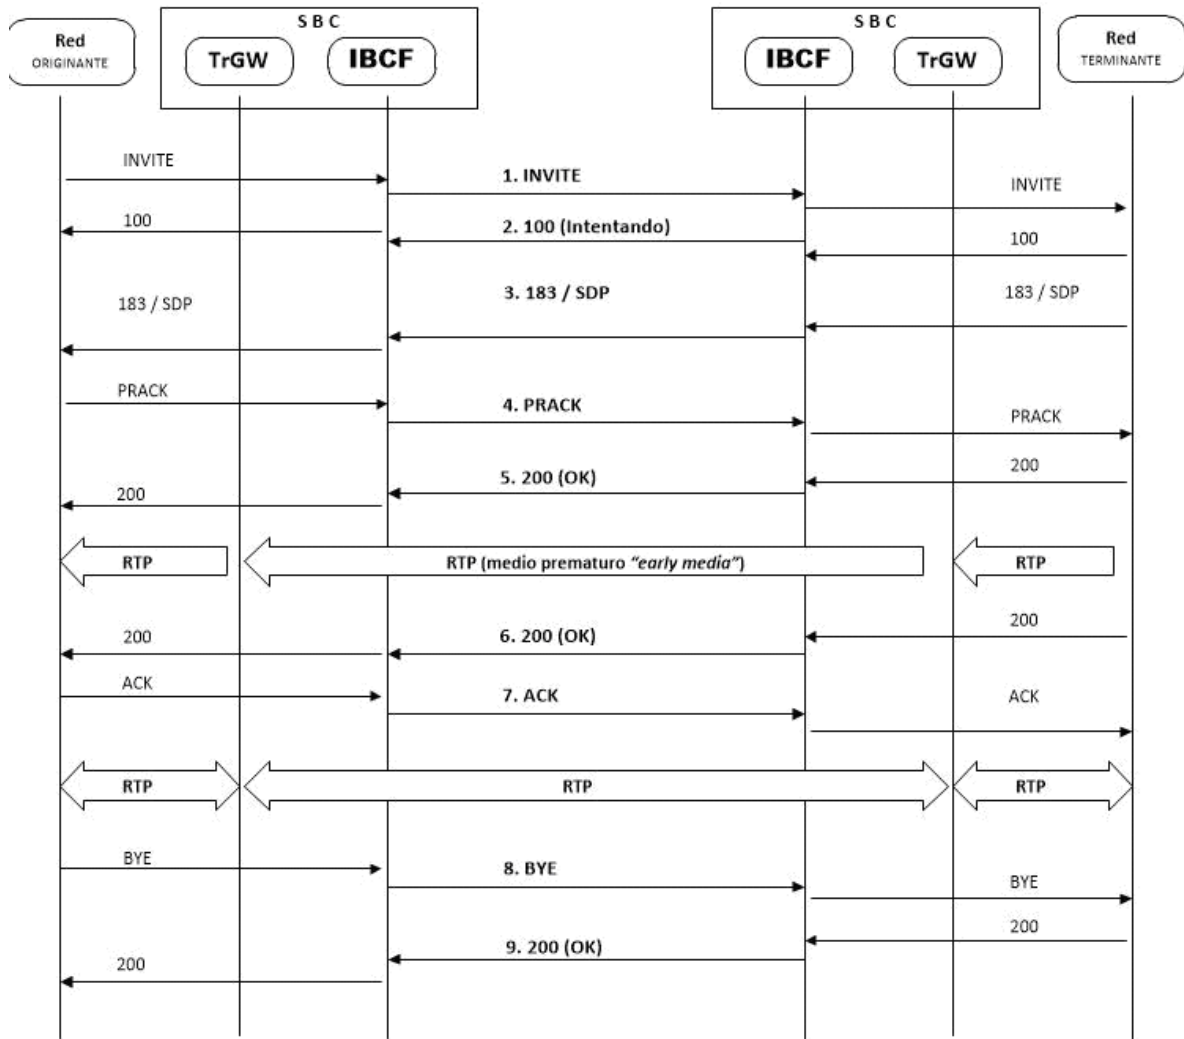 S B C
S B C
Red
ORIGINANTE
TrGW
IBCF
IBCF
TrGW
Red
TERMINANTE
INVITE
1. INVITE
INVITE
100
2. 100 (Intentando)
100
183 / SDP
3. 183 / SDP
183 / SDP
PRACK
4. PRACK
PRACK
200
5. 200 (OK)
200
RTP
RTP (medio prematuro “early media”)
RTP
200
6. 200 (OK)
200
ACK
7. ACK
ACK
RTP
RTP
RTP
BYE
8. BYE
BYE
200
9. 200 (OK)
200